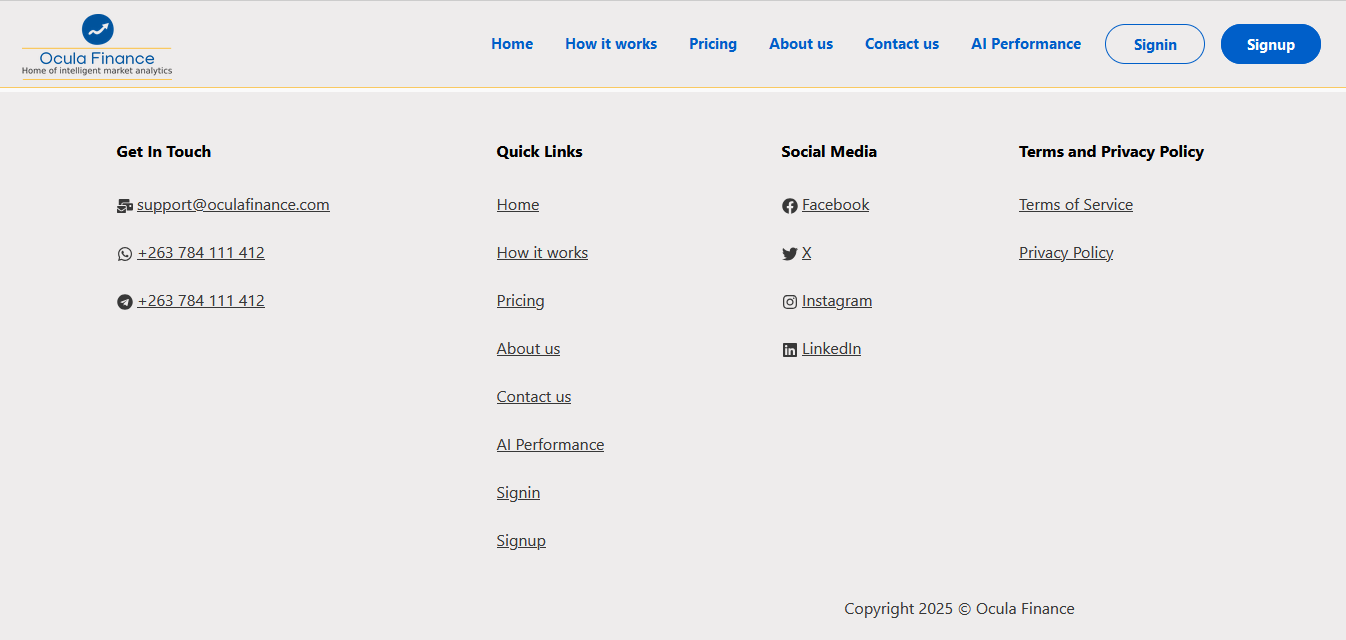 Ocula Finance
Home of intelligent market analytics
Home
How it works
Pricing
About us
Contact us
AI Performance
Signin
Signup
Get In Touch
support@oculafinance.com
+263 784 111 412
+263 784 111 412
Quick Links
Home
How it works
Pricing
About us
Contact us
AI Performance
Signin
Signup
Social Media
Facebook
X
Instagram
LinkedIn
Terms and Privacy Policy
Terms of Service
Privacy Policy
Copyright 2025 © Ocula Finance